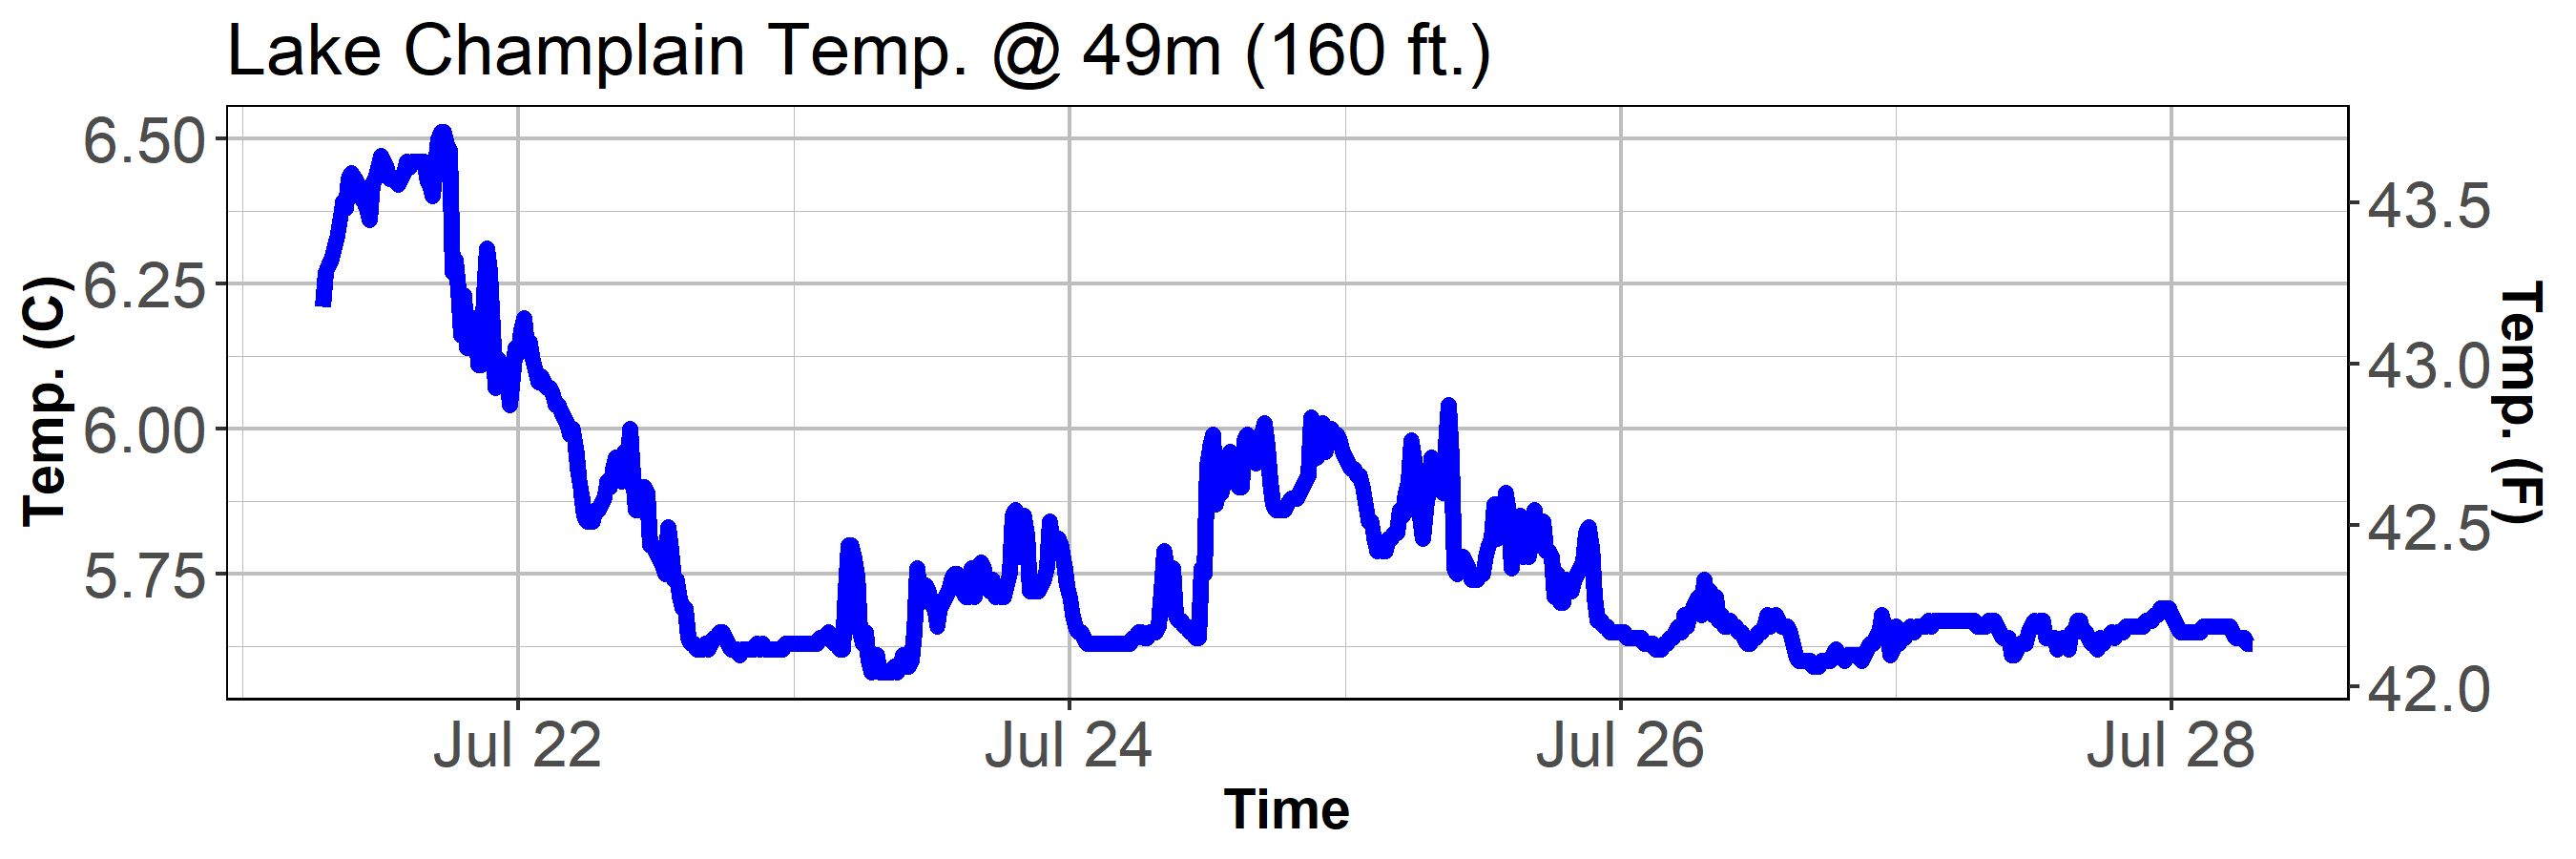 Lake Champlain Temp. @ 49m (160 ft.)
6.50
6.25
6.00
5.75
Temp. (C)
43.5
43.0
42.5
42.0
Temp. (F)
Jul 22
Jul 24
Jul 26
Jul 28
Time